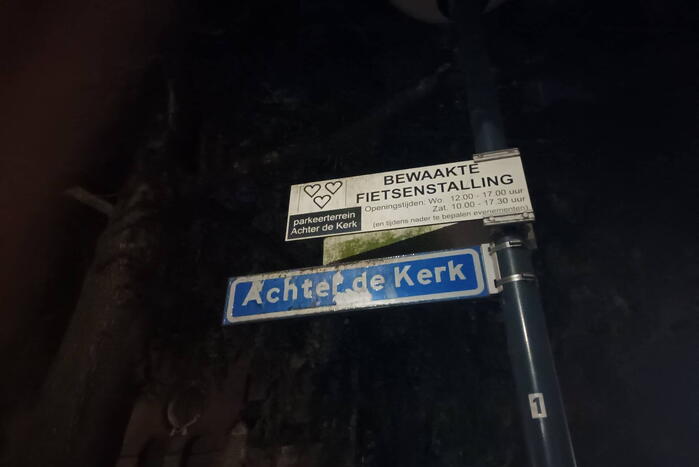 BEWAAKTE
FIETSENSTALLING
Openingstijden: Wo. 12.00 - 17.00 uur
Zat. 10.00 - 17.30 uur
(en tijdens nader te bepalen evenementen)
parkeerterrein
Achter de Kerk
Achter de Kerk
1